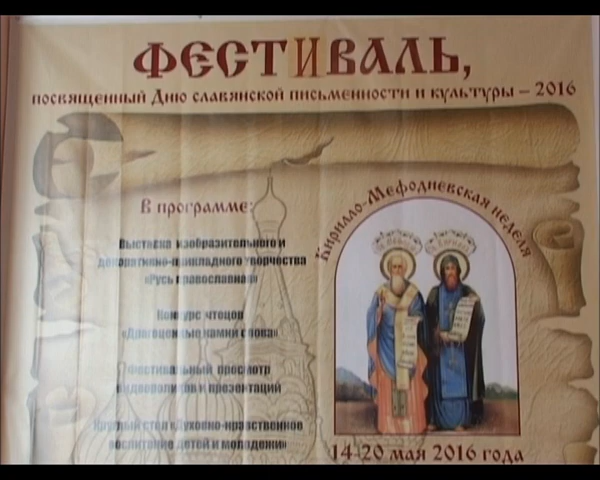 ФЕСТИВАЛЬ,
посвященный Дню славянской письменности и культуры – 2016
В программе:
Выставка изобразительного и
декоративно-прикладного творчества
«Русь православная»
Конкурс чтецов
«Драгоценные камни слова»
Фестивальный просмотр
видеороликов и презентаций
Круглый стол «Духовно-нравственное
воспитание детей и молодежи»
Кирилло-Мефодиевская неделя
14-20 мая 2016 года